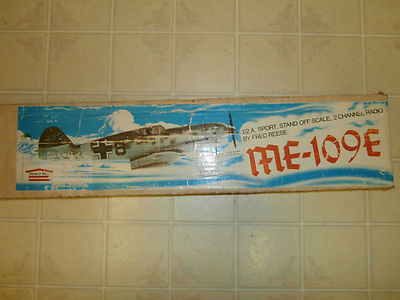 1/2 A, SPORT, STAND OFF SCALE, 2 CHANNEL RADIO
BY FRED REESE
ME-109E